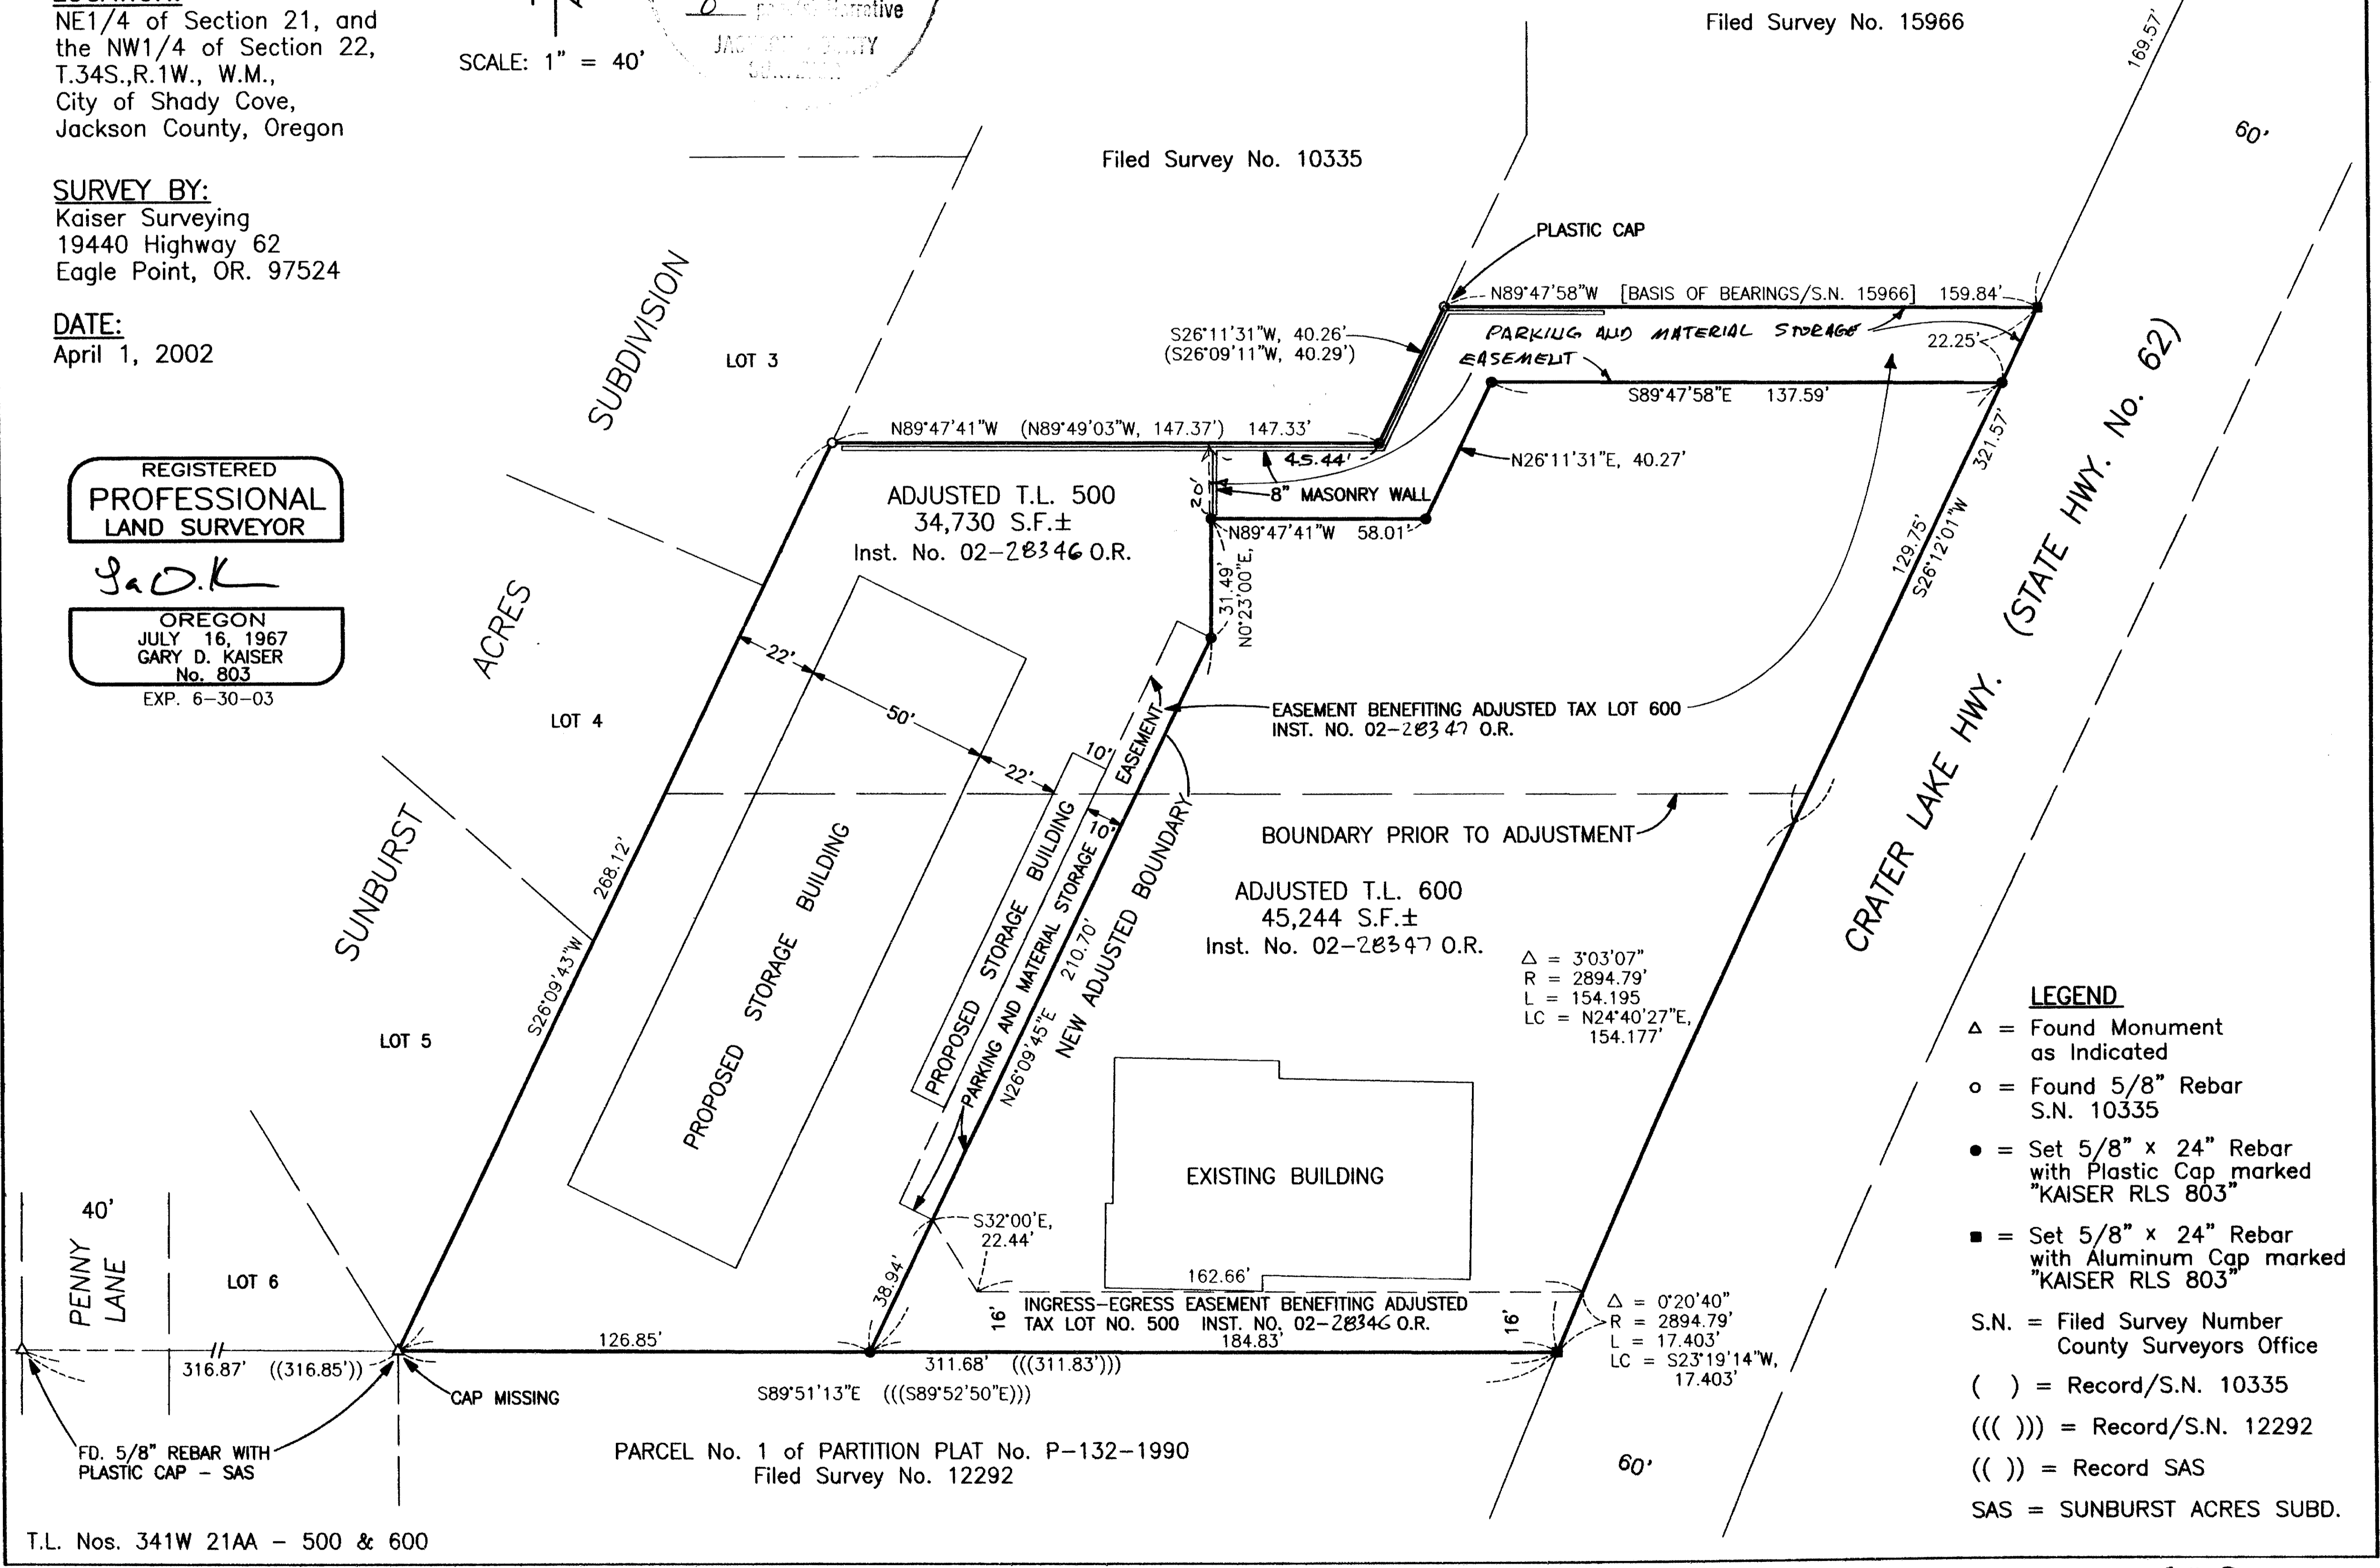 NE1/4 of Section 21, and
the NW1/4 of Section 22,
T.34S.,R.1W., W.M.,
City of Shady Cove,
Jackson County, Oregon
SURVEY BY:
Kaiser Surveying
19440 Highway 62
Eagle Point, OR. 97524
DATE:
April 1, 2002
REGISTERED
PROFESSIONAL
LAND SURVEYOR
OREGON
JULY 16, 1967
GARY D. KAISER
No. 803
EXP. 6-30-03
SCALE: 1" = 40'
Narrative
Filed Survey No. 15966
169.57'
60'
Filed Survey No. 10335
PLASTIC CAP
N89°47'58"W [BASIS OF BEARINGS/S.N. 15966] 159.84'
S26°11'31"W, 40.26'
(S26°09'11"W, 40.29')
PARKING AND MATERIAL STORAGE
EASEMENT
22.25'
S89°47'58"E 137.59'
N89°47'41"W (N89°49'03"W, 147.37') 147.33'
45.44'
N26°11'31"E, 40.27'
20'
8" MASONRY WALL
N89°47'41"W 58.01'
31.49'
N0°23'00"E,
321.57'
129.75'
S26°12'01"W
CRATER LAKE HWY. (STATE HWY. No. 62)
SUBDIVISION
ACRES
SUNBURST
LOT 3
LOT 4
LOT 5
LOT 6
ADJUSTED T.L. 500
34,730 S.F.±
Inst. No. 02-28346 O.R.
22'
50'
22'
10'
EASEMENT
10'
EASEMENT BENEFITING ADJUSTED TAX LOT 600
INST. NO. 02-28347 O.R.
BOUNDARY PRIOR TO ADJUSTMENT
ADJUSTED T.L. 600
45,244 S.F.±
Inst. No. 02-28347 O.R.
268.12'
S26°09'43"W
PROPOSED STORAGE BUILDING
PROPOSED STORAGE BUILDING
PARKING AND MATERIAL STORAGE
N26°09'45"E 210.70'
NEW ADJUSTED BOUNDARY
Δ = 3°03'07"
R = 2894.79'
L = 154.195
LC = N24°40'27"E,
154.177'
EXISTING BUILDING
S32°00'E,
22.44'
38.94'
162.66'
16'
INGRESS-EGRESS EASEMENT BENEFITING ADJUSTED
TAX LOT NO. 500 INST. NO. 02-28346 O.R.
16'
Δ = 0°20'40"
R = 2894.79'
L = 17.403'
LC = S23°19'14"W,
17.403'
40'
PENNY
LANE
316.87' ((316.85'))
126.85'
184.83'
311.68' (((311.83')))
S89°51'13"E (((S89°52'50"E)))
CAP MISSING
FD. 5/8" REBAR WITH
PLASTIC CAP - SAS
PARCEL No. 1 of PARTITION PLAT No. P-132-1990
Filed Survey No. 12292
60'
LEGEND
Δ = Found Monument
as Indicated
o = Found 5/8" Rebar
S.N. 10335
● = Set 5/8" x 24" Rebar
with Plastic Cap marked
"KAISER RLS 803"
■ = Set 5/8" x 24" Rebar
with Aluminum Cap marked
"KAISER RLS 803"
S.N. = Filed Survey Number
County Surveyors Office
( ) = Record/S.N. 10335
((( ))) = Record/S.N. 12292
(( )) = Record SAS
SAS = SUNBURST ACRES SUBD.
T.L. Nos. 341W 21AA - 500 & 600